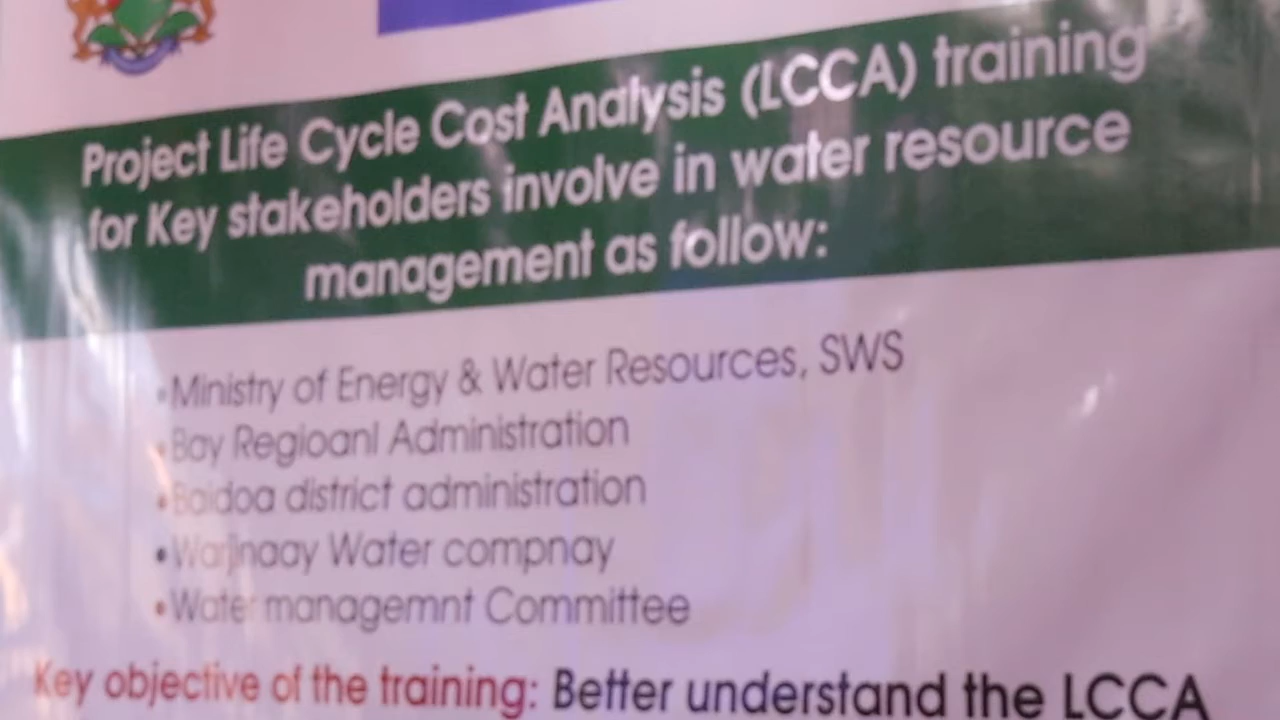 Project Life Cycle Cost Analysis (LCCA) training
for Key stakeholders involve in water resource
management as follow:
•Ministry of Energy & Water Resources, SWS
•Bay Regioanl Administration
•Baidoa district administration
•Warjnaay Water compnay
•Water managemnt Committee
Key objective of the training: Better understand the LCCA